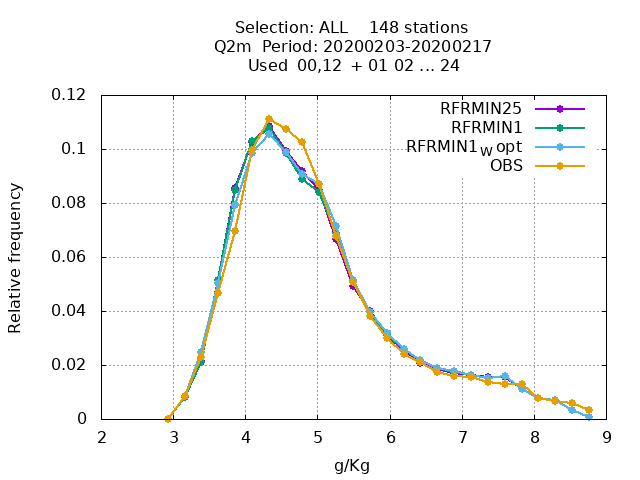 Selection: ALL    148 stations
Q2m  Period: 20200203-20200217
Used  00,12  + 01 02 ... 24
0.12
0.1
0.08
0.06
0.04
0.02
0
Relative frequency
RFRMIN25
RFRMIN1
RFRMIN1W opt
OBS
2 3 4 5 6 7 8 9
g/Kg